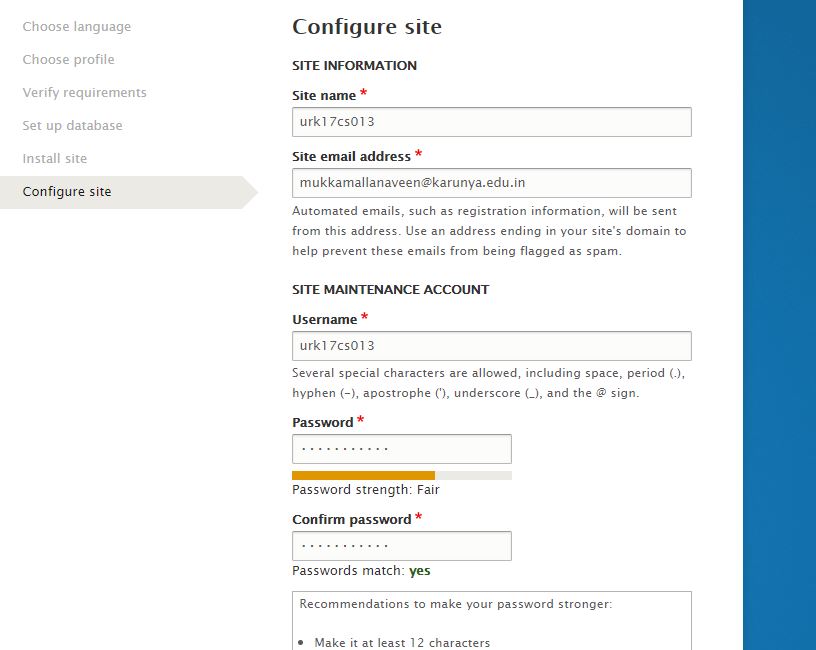 Choose language
Choose profile
Verify requirements
Set up database
Install site
Configure site
Configure site
SITE INFORMATION
Site name *
urk17cs013
Site email address *
mukkamallanaveen@karunya.edu.in
Automated emails, such as registration information, will be sent
from this address. Use an address ending in your site's domain to
help prevent these emails from being flagged as spam.
SITE MAINTENANCE ACCOUNT
Username *
urk17cs013
Several special characters are allowed, including space, period (.),
hyphen (-), apostrophe ('), underscore (_), and the @ sign.
Password *
···········
Password strength: Fair
Confirm password *
···········
Passwords match: yes
Recommendations to make your password stronger:
• Make it at least 12 characters